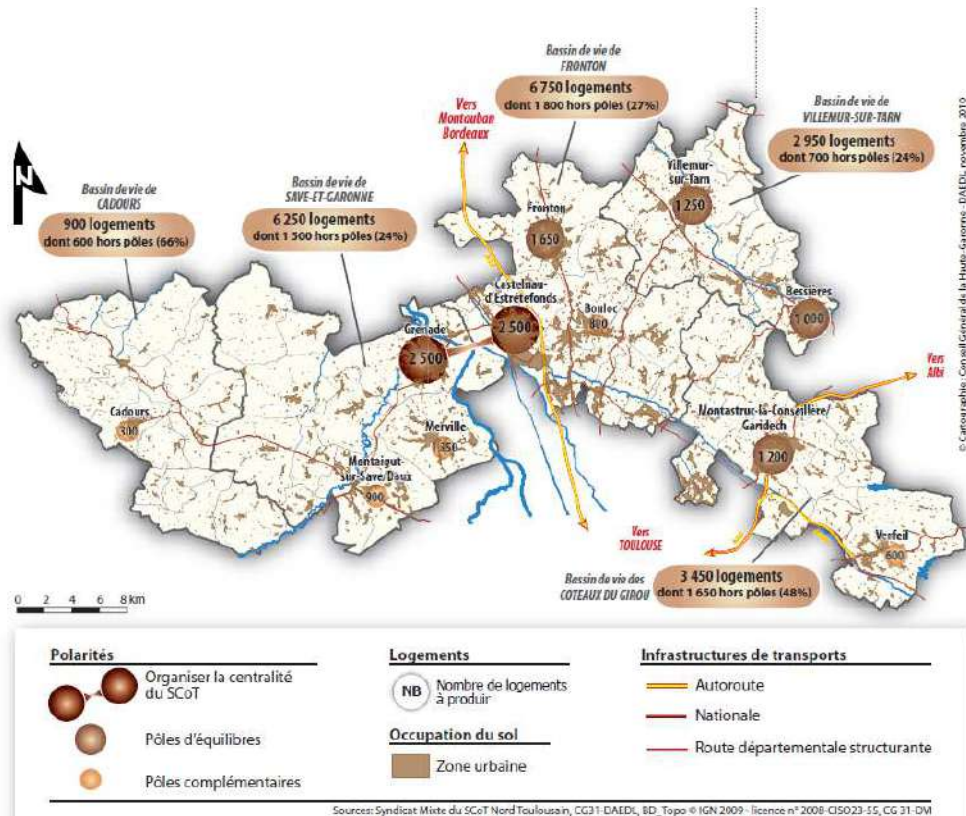 Bassin de vie de
FRONTON
6 750 logements
dont 1 800 hors pôles (27%)
Vers
Montauban
Bordeaux
Bassin de vie de
VILLEMUR-SUR-TARN
2 950 logements
dont 700 hors pôles (24%)
N
Bassin de vie de
CADOURS
900 logements
dont 600 hors pôles (66%)
Bassin de vie de
SAVE-ET-GARONNE
6 250 logements
dont 1 500 hors pôles (24%)
Villemur-
sur-Tarn
1 250
Fronton
1 650
Castelnau-
d'Estrétefonds
2 500
Bouloc
800
Bessières
1 000
Grenade
2 500
Vers
Albi
Cadours
300
Merville
1 350
Montaigut-
sur-Save/Daux
900
Montastruc-la-Conseillère/
Garidech
1 200
Verfeil
600
Vers
TOULOUSE
Bassin de vie des
COTEAUX DU GIROU
3 450 logements
dont 1 650 hors pôles (48%)
0 2 4 6 8 km
© Cartographie : Conseil Général de la Haute-Garonne - DAEDL, novembre 2010
Polarités
Organiser la centralité
du SCoT
Pôles d'équilibres
Pôles complémentaires
Logements
NB Nombre de logements
à produir
Occupation du sol
Zone urbaine
Infrastructures de transports
Autoroute
Nationale
Route départementale structurante
Sources: Syndicat Mixte du SCoT Nord Toulousain, CG31-DAEDL, BD_Topo © IGN 2009 - licence n° 2008-CISO23-55, CG 31-DVI